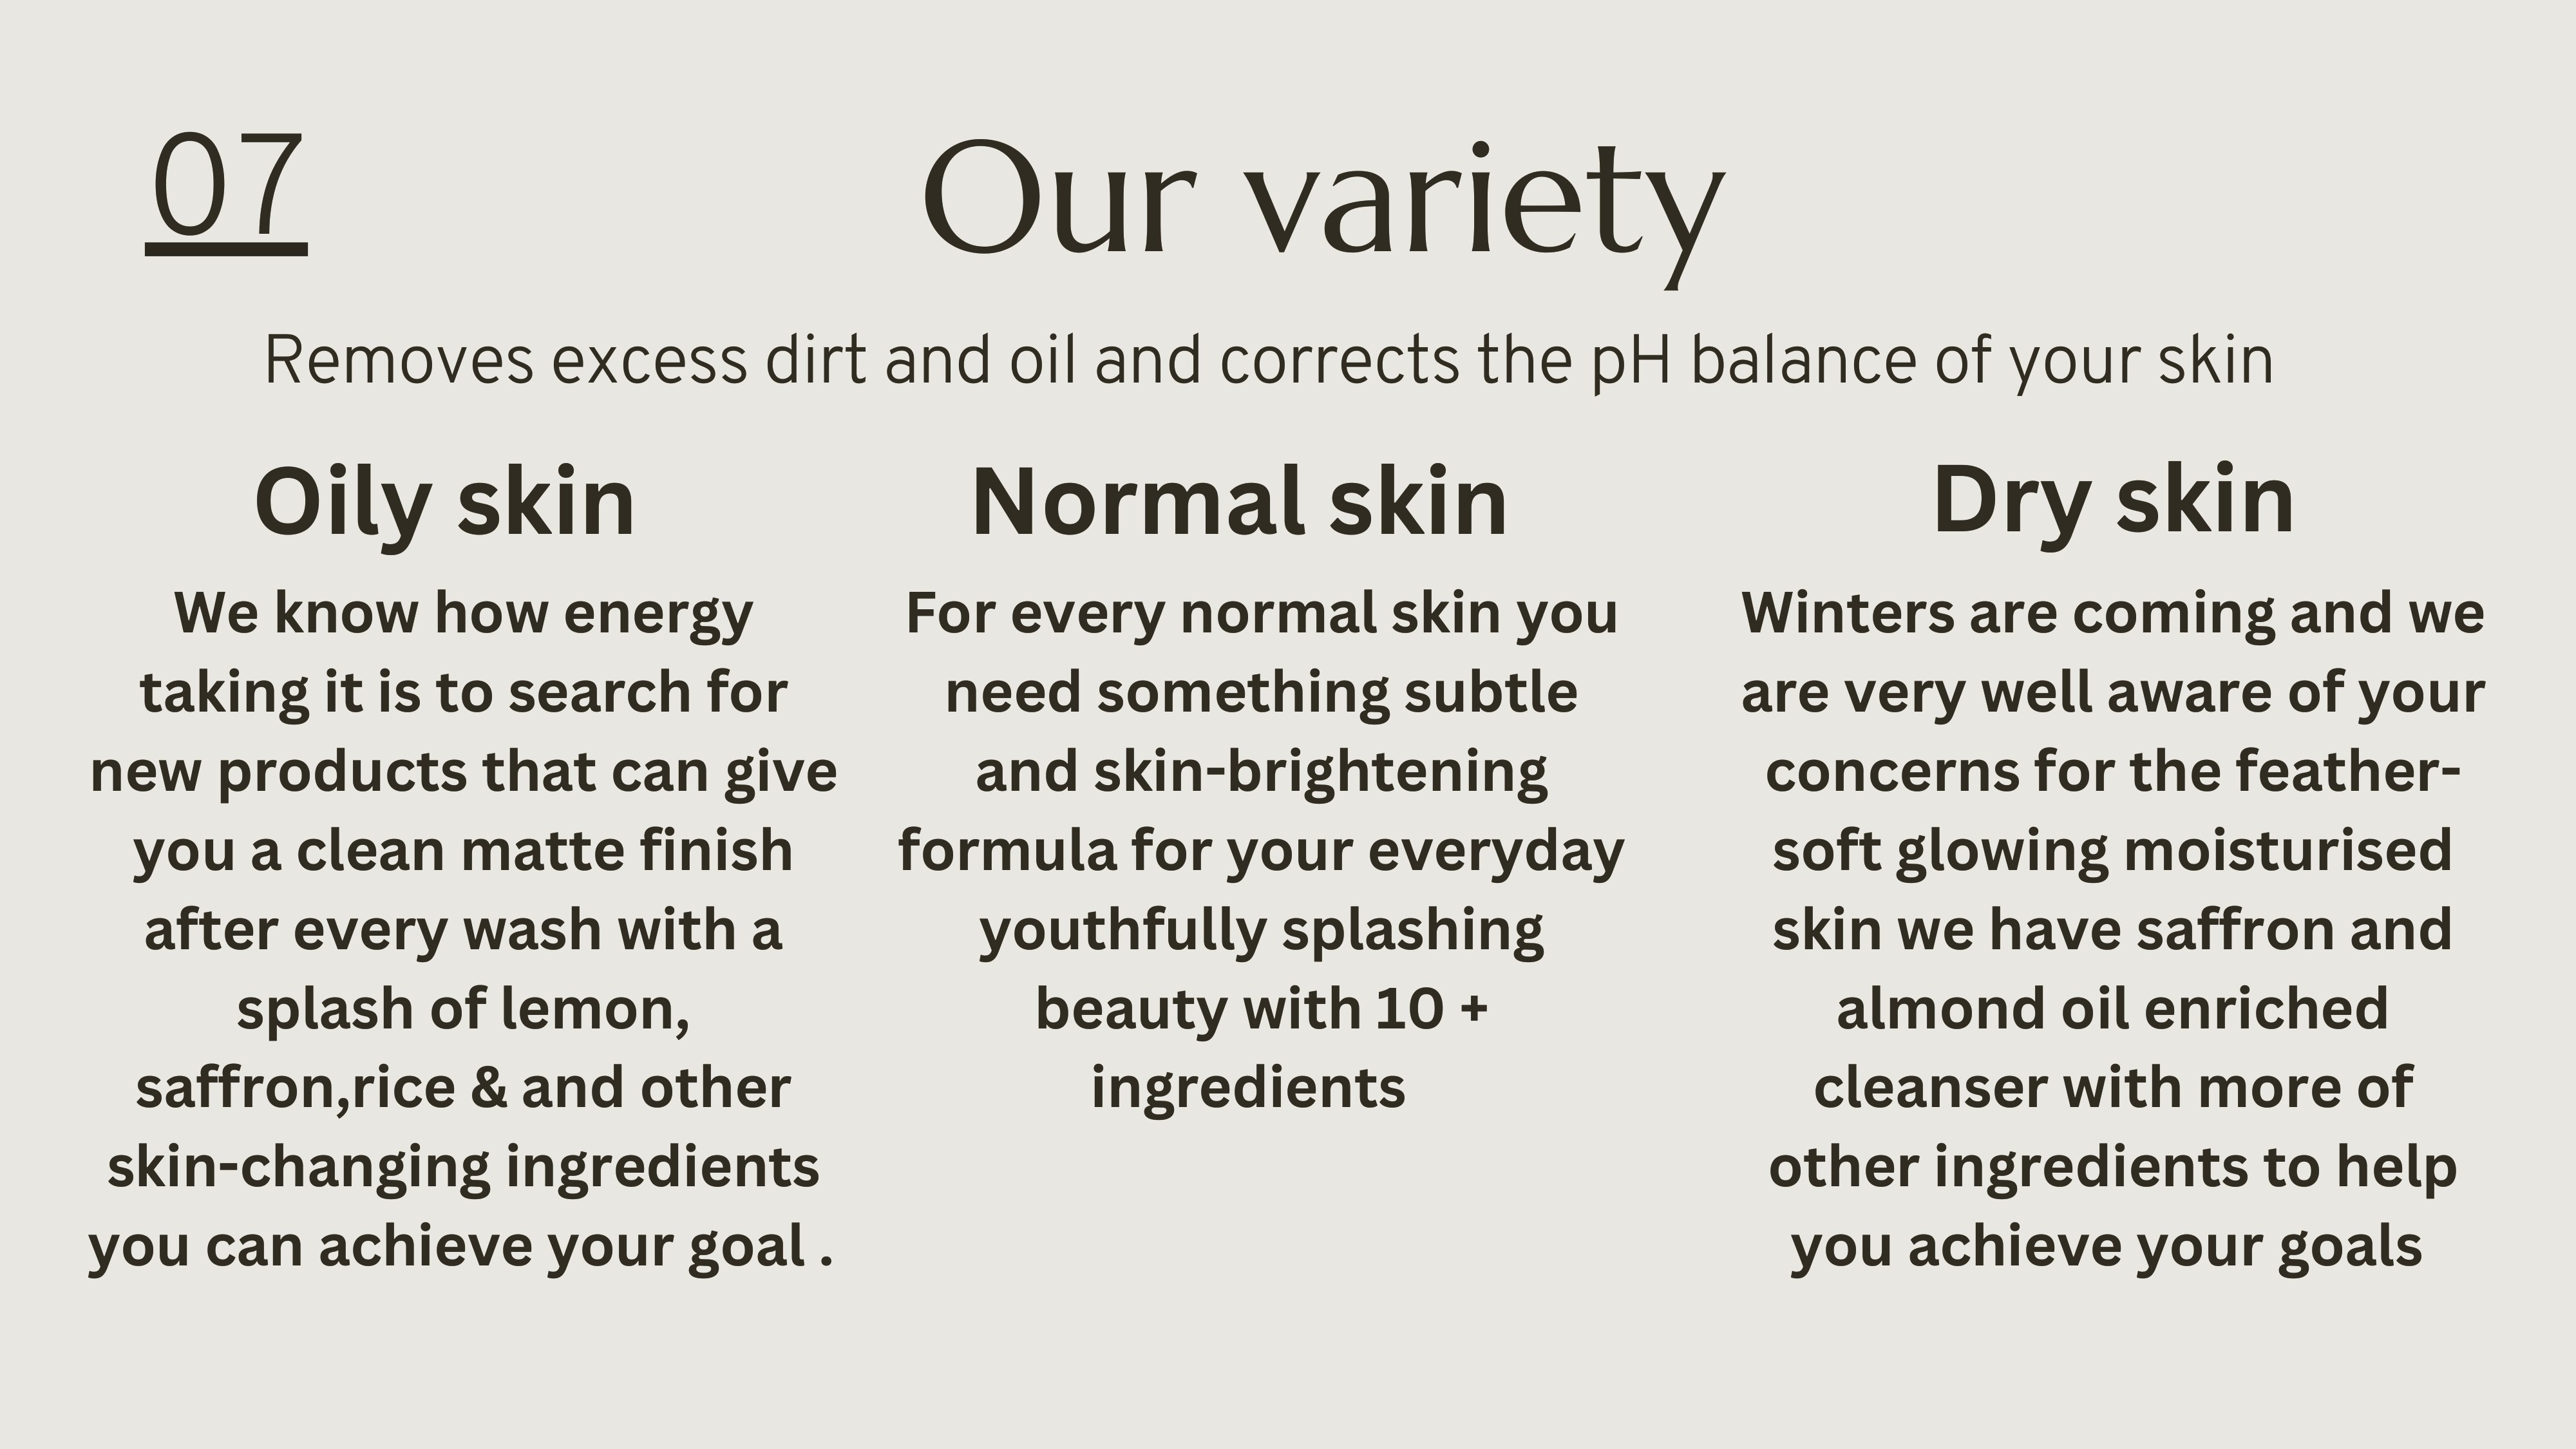 07
Our variety
Removes excess dirt and oil and corrects the pH balance of your skin
Oily skin
We know how energy
taking it is to search for
new products that can give
you a clean matte finish
after every wash with a
splash of lemon,
saffron,rice & and other
skin-changing ingredients
you can achieve your goal .
Normal skin
For every normal skin you
need something subtle
and skin-brightening
formula for your everyday
youthfully splashing
beauty with 10 +
ingredients
Dry skin
Winters are coming and we
are very well aware of your
concerns for the feather-
soft glowing moisturised
skin we have saffron and
almond oil enriched
cleanser with more of
other ingredients to help
you achieve your goals